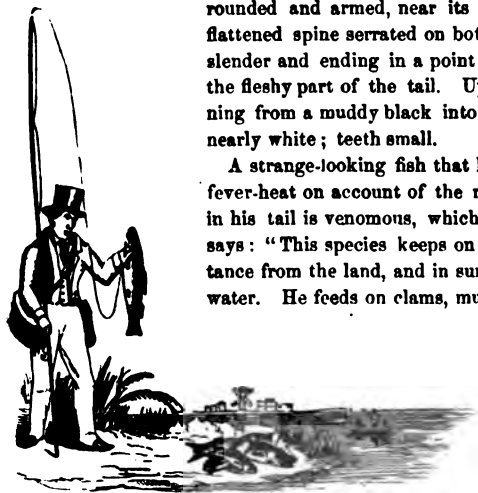 rounded and armed, near its
flattened spine serrated on bot
slender and ending in a point
the fleshy part of the tail. U
ning from a muddy black into
nearly white; teeth small.
A strange-looking fish that
fever-heat on account of the
in his tail is venomous, which
says: "This species keeps on
tance from the land, and in su
water. He feeds on clams, mu